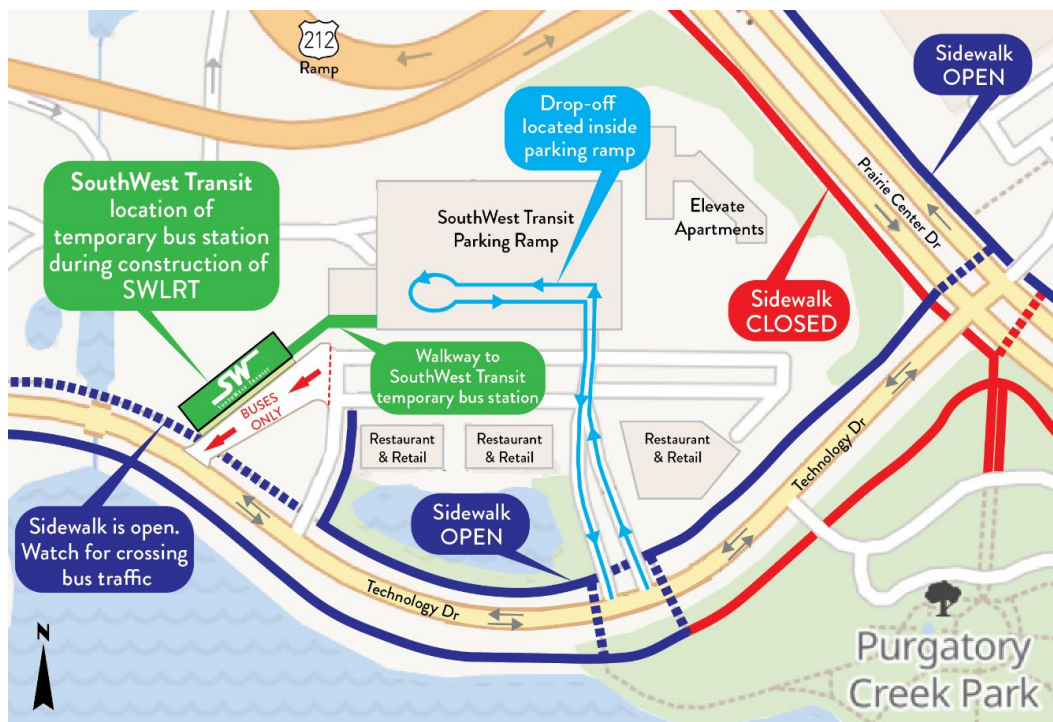 212
Ramp
Sidewalk
OPEN
Drop-off
located inside
parking ramp
SouthWest Transit
location of
temporary bus station
during construction of
SWLRT
SouthWest Transit
Parking Ramp
Elevate
Apartments
Prairie Center Dr
Sidewalk
CLOSED
SW
SOUTHWEST TRANSIT
BUSES
ONLY
Walkway to
SouthWest Transit
temporary bus station
Restaurant
& Retail
Restaurant
& Retail
Restaurant
& Retail
Technology Dr
Sidewalk is open.
Watch for crossing
bus traffic
Sidewalk
OPEN
Technology Dr
N
Purgatory
Creek Park